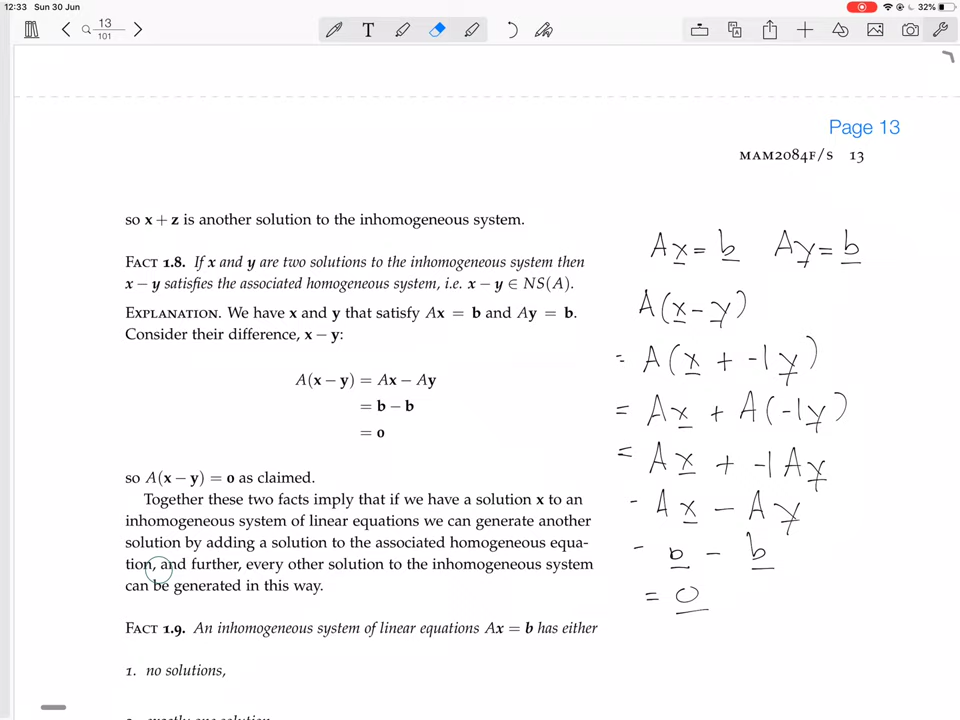 12:33 Sun 30 Jun
32%
13
101
T
Page 13
MAM2084F/S 13
so x + z is another solution to the inhomogeneous system.
FACT 1.8. If x and y are two solutions to the inhomogeneous system then
x − y satisfies the associated homogeneous system, i.e. x − y ∈ NS(A).
EXPLANATION. We have x and y that satisfy Ax = b and Ay = b.
Consider their difference, x − y:
A(x − y) = Ax − Ay
= b − b
= 0
so A(x − y) = 0 as claimed.
Together these two facts imply that if we have a solution x to an
inhomogeneous system of linear equations we can generate another
solution by adding a solution to the associated homogeneous equa-
tion, and further, every other solution to the inhomogeneous system
can be generated in this way.
FACT 1.9. An inhomogeneous system of linear equations Ax = b has either
1. no solutions,
Ax = b Ay = b
A(x − y)
= A(x + -1y)
= Ax + A(-1y)
= Ax + -1Ay
- Ax − Ay
- b − b
= 0